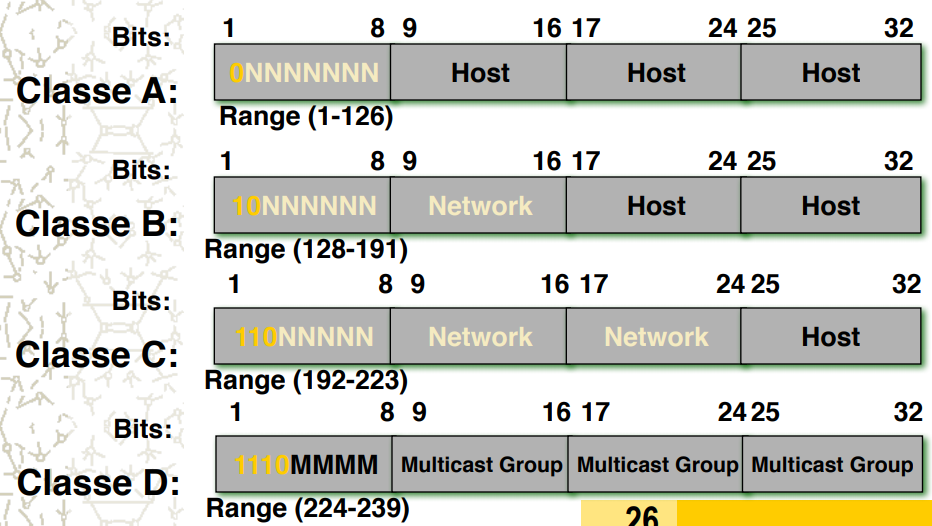 Bits: 1 8 9 16 17 24 25 32
Classe A: 0NNNNNNN Host Host Host
Range (1-126)
Bits: 1 8 9 16 17 24 25 32
Classe B: 10NNNNNN Network Host Host
Range (128-191)
Bits: 1 8 9 16 17 24 25 32
Classe C: 110NNNNN Network Network Host
Range (192-223)
Bits: 1 8 9 16 17 24 25 32
Classe D: 1110MMMM Multicast Group Multicast Group Multicast Group
Range (224-239)
26